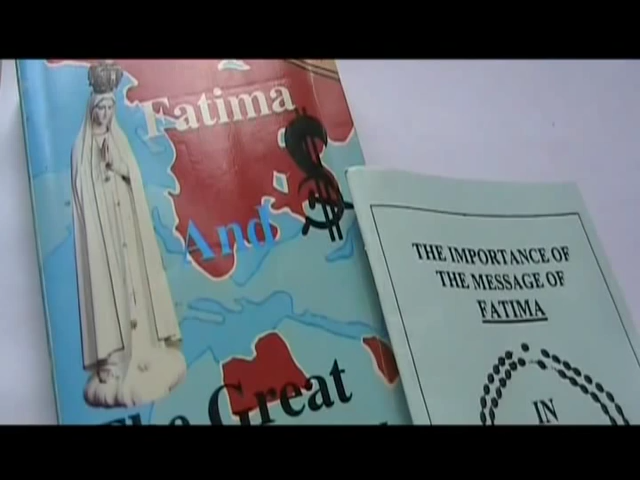 Fatima
And
The Great
THE IMPORTANCE OF
THE MESSAGE OF
FATIMA
IN